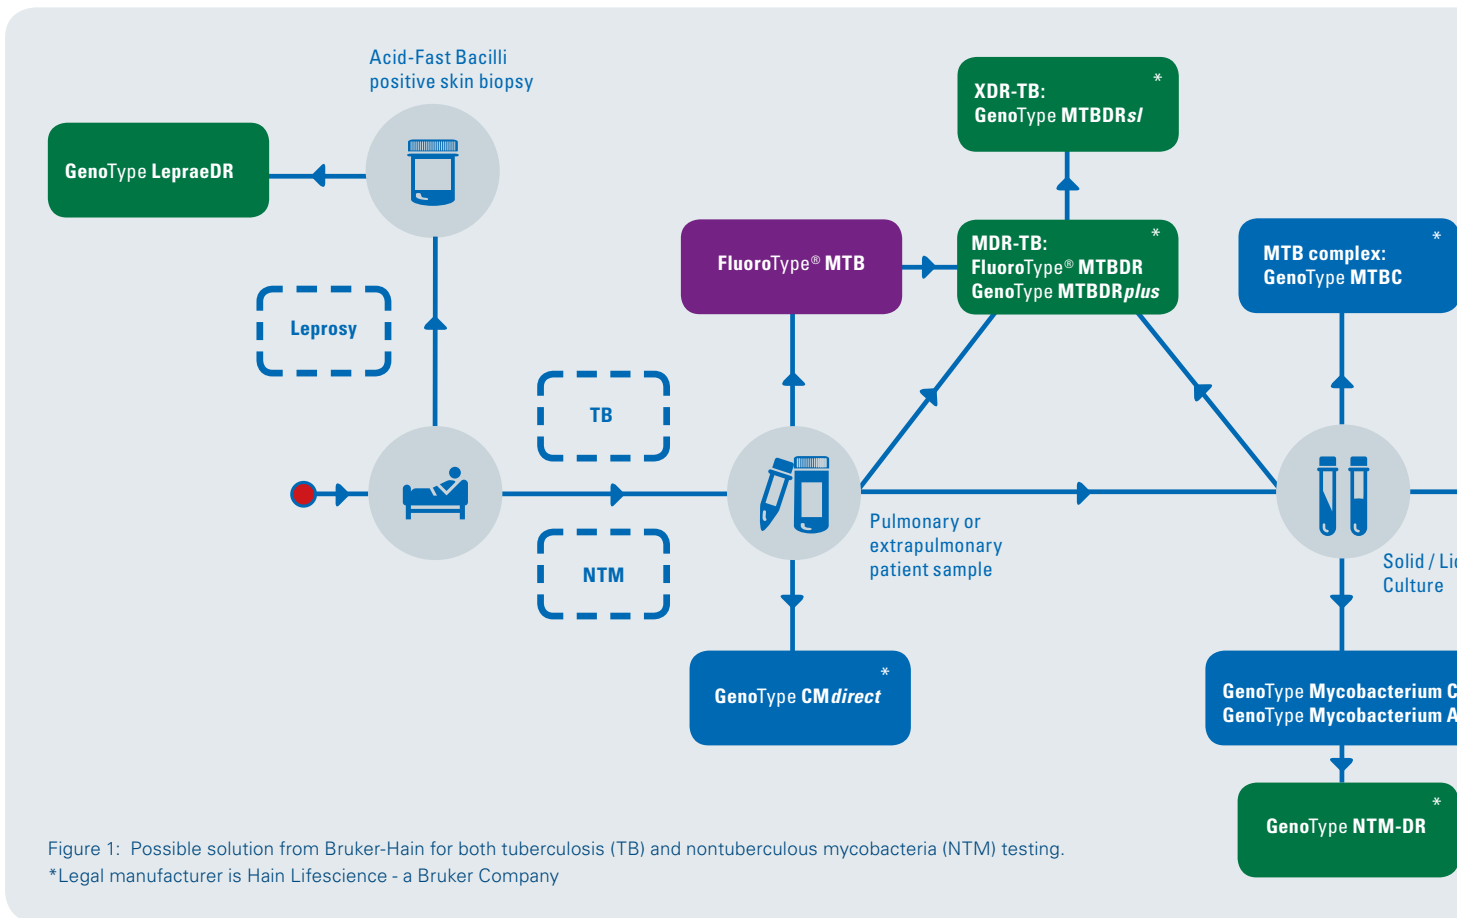 Acid-Fast Bacilli
positive skin biopsy
GenoType LepraeDR
Leprosy
TB
NTM
XDR-TB: *
GenoType MTBDRsl
FluoroType® MTB
MDR-TB: *
FluoroType® MTBDR
GenoType MTBDRplus
MTB complex: *
GenoType MTBC
Pulmonary or
extrapulmonary
patient sample
Solid /
Culture
GenoType CMdirect *
GenoType Mycobacterium
GenoType Mycobacterium
GenoType NTM-DR *
Figure 1: Possible solution from Bruker-Hain for both tuberculosis (TB) and nontuberculous mycobacteria (NTM) testing.
*Legal manufacturer is Hain Lifescience - a Bruker Company